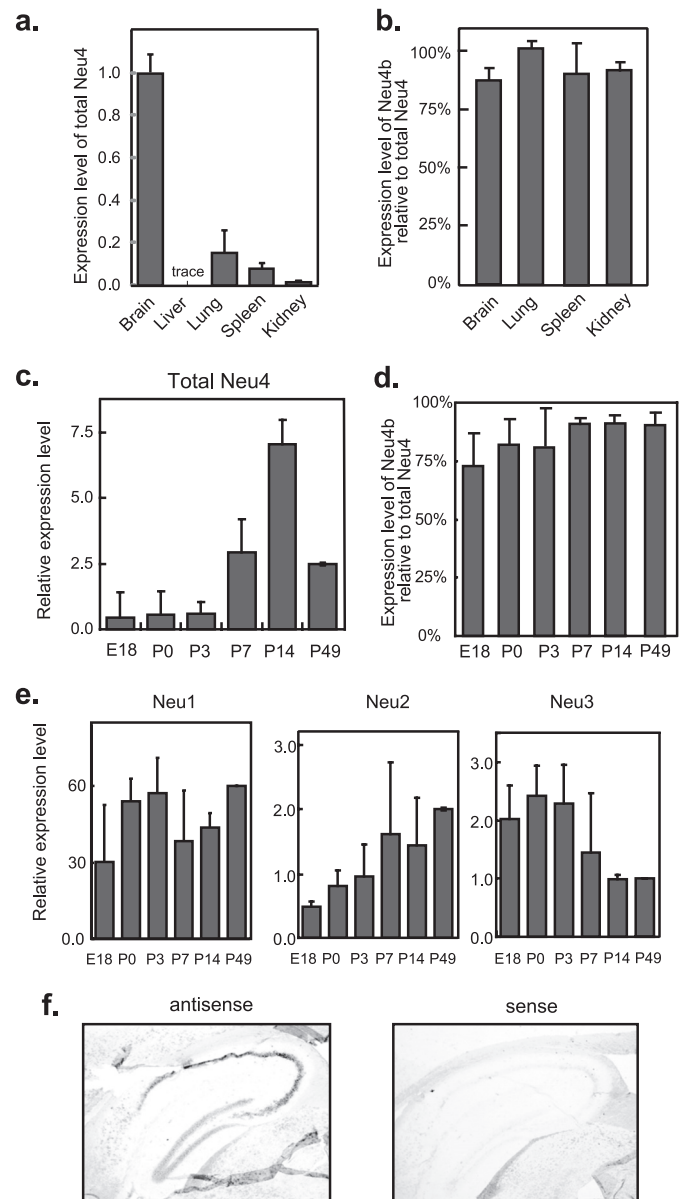 a.
Expression level of total Neu4
1.0
0.8
0.6
0.4
0.2
0.0
trace
Brain
Liver
Lung
Spleen
Kidney
b.
Expression level of Neu4b
relative to total Neu4
100%
75%
50%
25%
0%
Brain
Lung
Spleen
Kidney
c.
Total Neu4
Relative expression level
7.5
5.0
2.5
0.0
E18 P0 P3 P7 P14 P49
d.
Expression level of Neu4b
relative to total Neu4
100%
75%
50%
25%
0%
E18 P0 P3 P7 P14 P49
e.
Relative expression level
Neu1
60
30
0.0
E18 P0 P3 P7 P14 P49
Neu2
3.0
2.0
1.0
0.0
E18 P0 P3 P7 P14 P49
Neu3
3.0
2.0
1.0
0.0
E18 P0 P3 P7 P14 P49
f.
antisense
sense